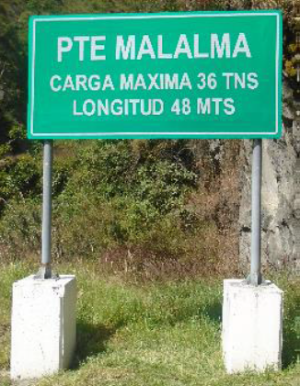 PTE MALALMA
CARGA MAXIMA 36 TNS
LONGITUD 48 MTS